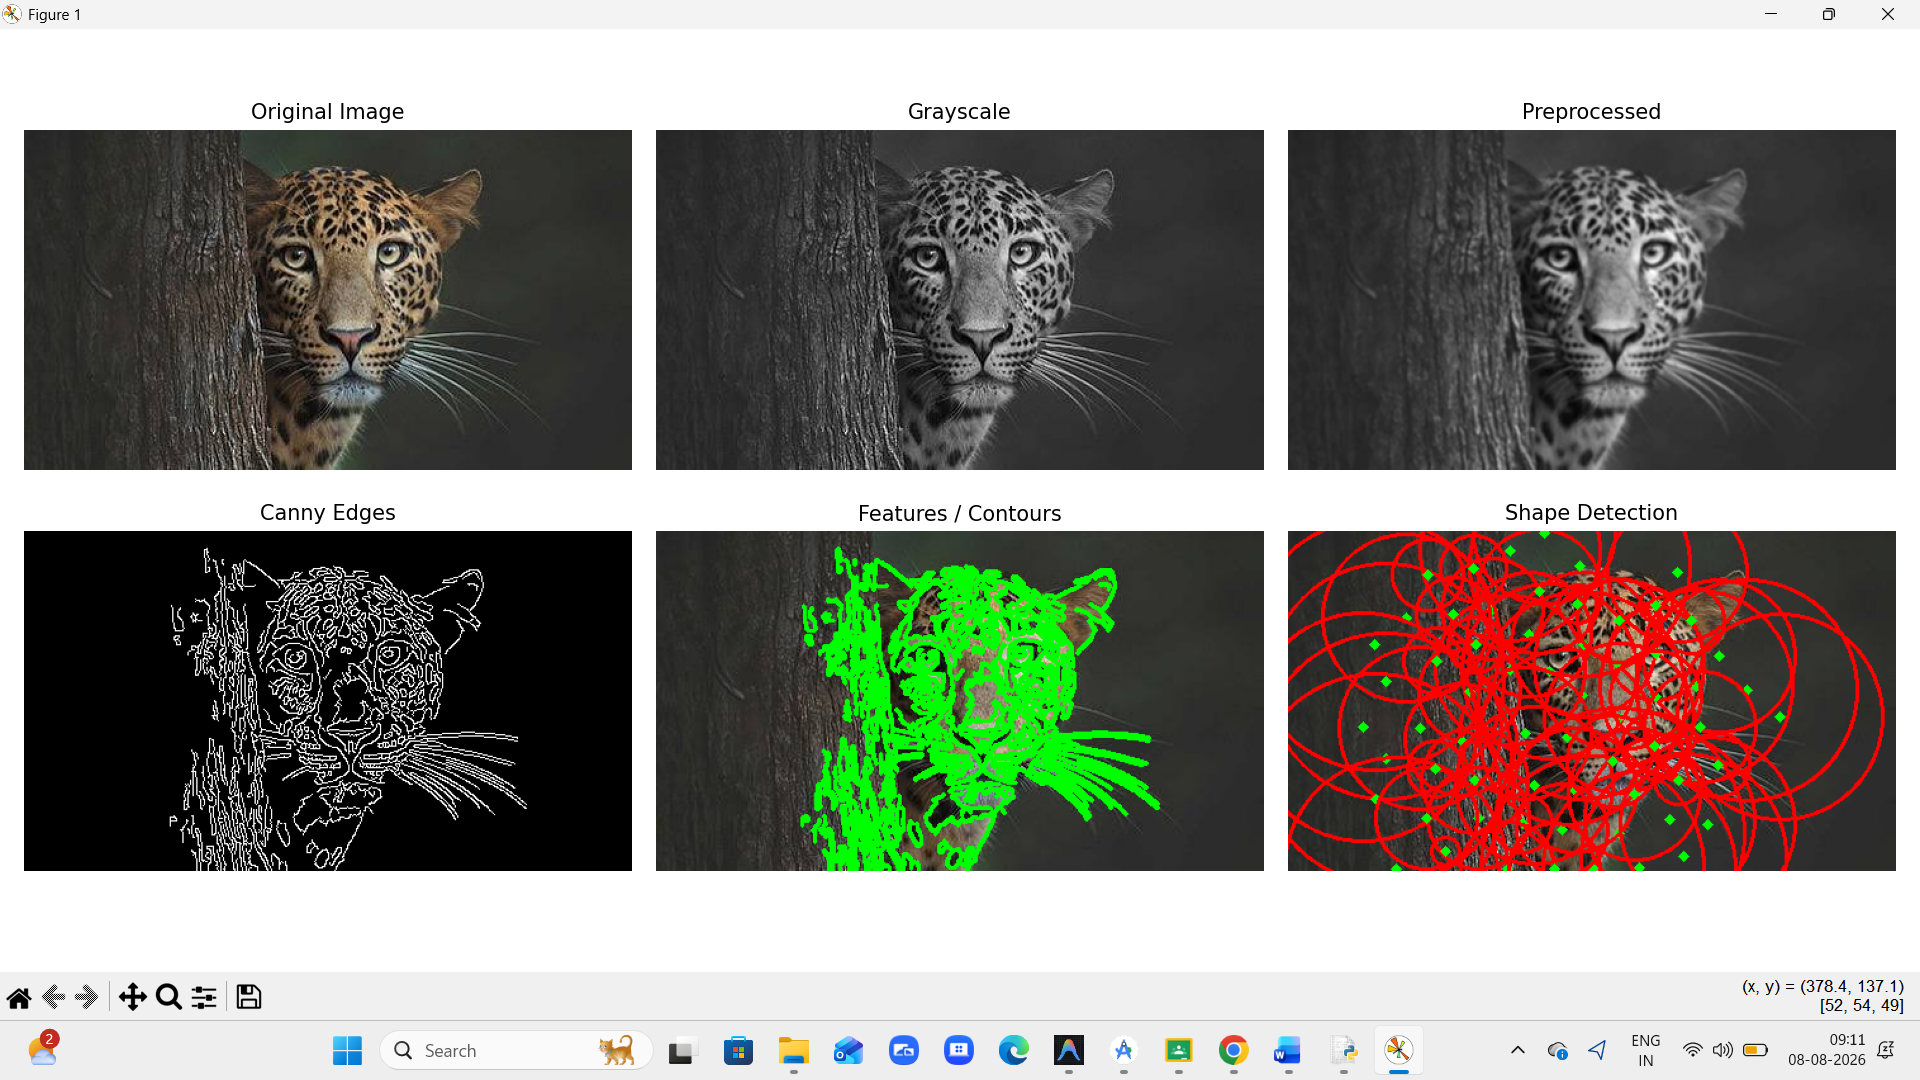 Figure 1
Original Image
Grayscale
Preprocessed
Canny Edges
Features / Contours
Shape Detection
(x, y) = (378.4, 137.1)
[52, 54, 49]
2
Search
ENG
IN
09:11
08-08-2026